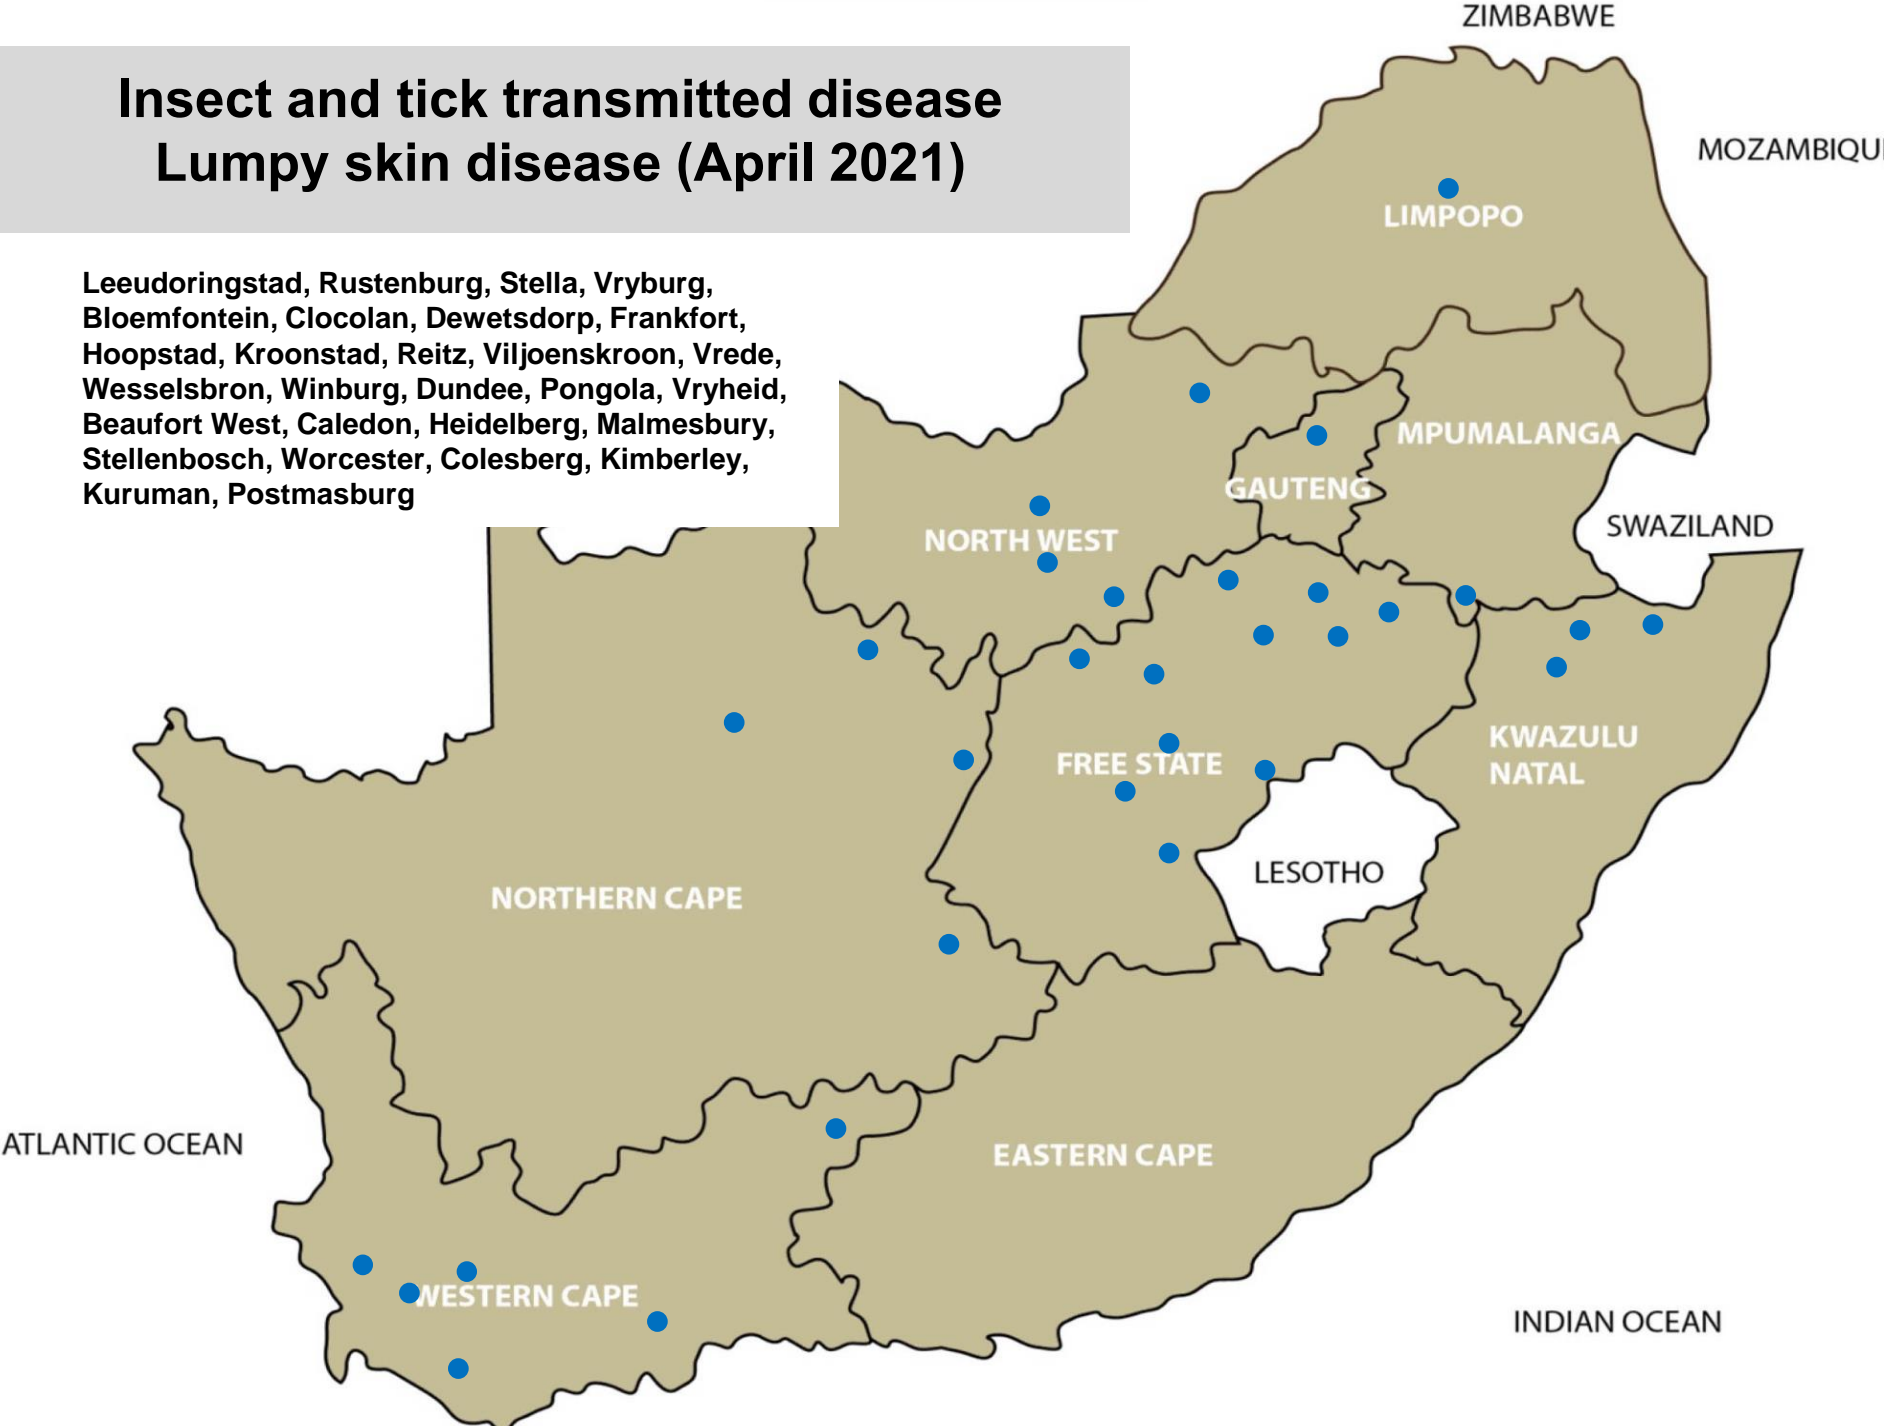 ZIMBABWE
Insect and tick transmitted disease
Lumpy skin disease (April 2021)
MOZAMBIQU
LIMPOPO
Leeudoringstad, Rustenburg, Stella, Vryburg,
Bloemfontein, Clocolan, Dewetsdorp, Frankfort,
Hoopstad, Kroonstad, Reitz, Viljoenskroon, Vrede,
Wesselsbron, Winburg, Dundee, Pongola, Vryheid,
Beaufort West, Caledon, Heidelberg, Malmesbury,
Stellenbosch, Worcester, Colesberg, Kimberley,
Kuruman, Postmasburg
MPUMALANGA
GAUTENG
SWAZILAND
NORTH WEST
KWAZULU
NATAL
FREE STATE
LESOTHO
NORTHERN CAPE
ATLANTIC OCEAN
EASTERN CAPE
WESTERN CAPE
INDIAN OCEAN